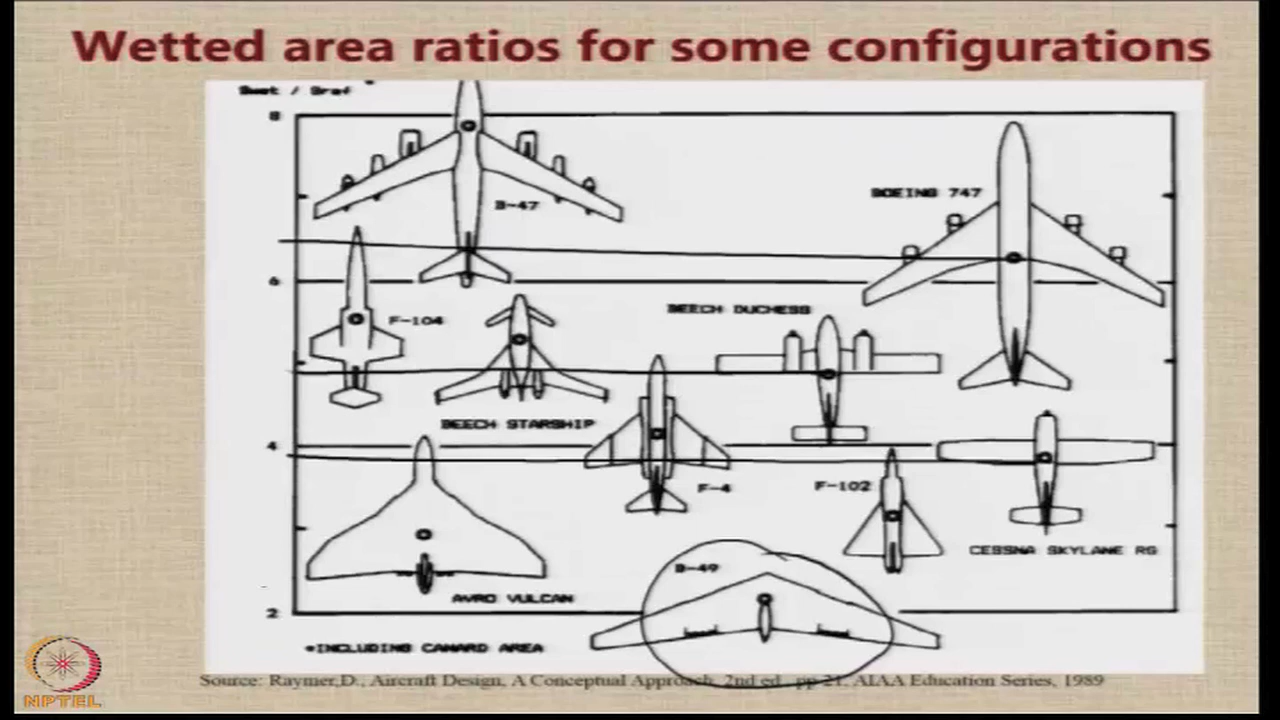 Wetted area ratios for some configurations
Swet / Sref *
8
B-47
BOEING 747
6
BEECH DUCHESS
F-104
BEECH STARSHIP
4
F-4
F-102
CESSNA SKYLANE RG
B-49
AVRO VULCAN
2
*INCLUDING CANARD AREA
Source: Raymer,D., Aircraft Design, A Conceptual Approach, 2nd ed., pp 21, AIAA Education Series, 1989
NPTEL